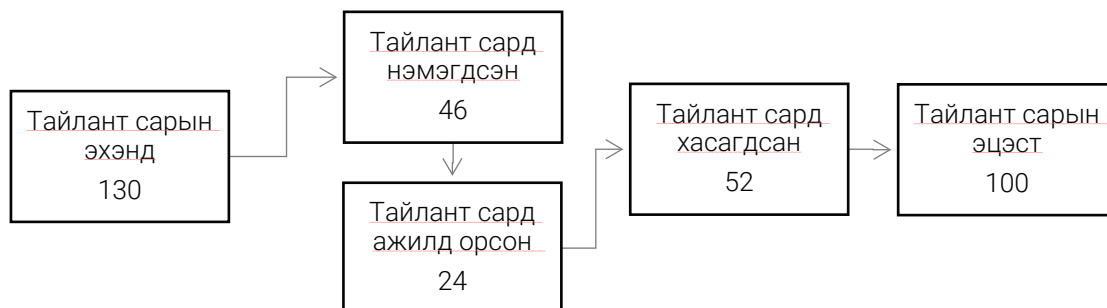 Тайлант сарын
эхэнд
130
Тайлант сард
нэмэгдсэн
46
Тайлант сард
ажилд орсон
24
Тайлант сард
хасагдсан
52
Тайлант сарын
эцэст
100